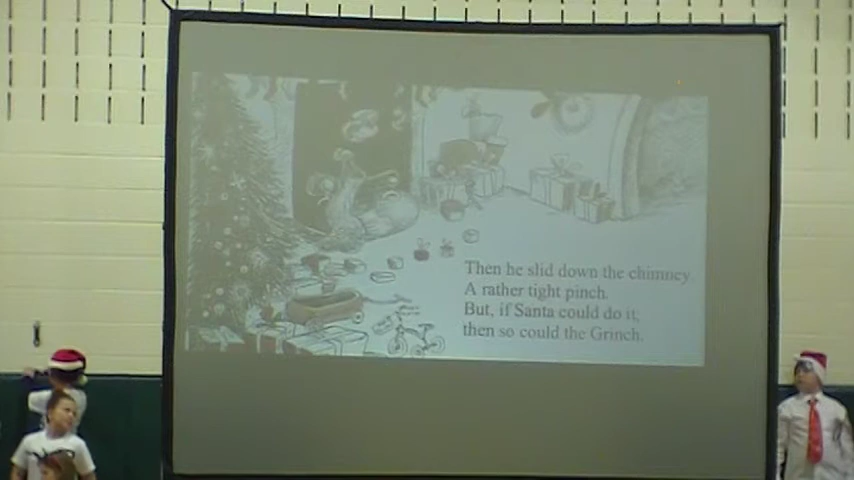 Then he slid down the chimney.
A rather tight pinch.
But, if Santa could do it,
then so could the Grinch.